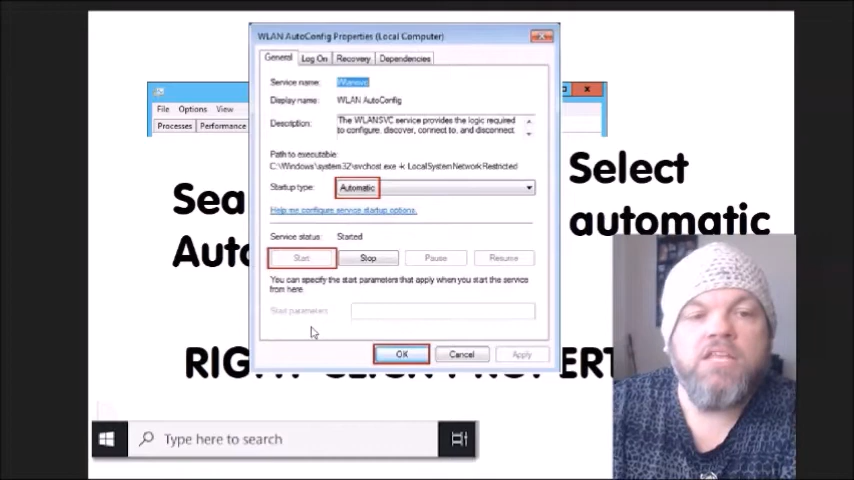 WLAN AutoConfig Properties (Local Computer)
General Log On Recovery Dependencies
Service name: Wlansvc
Display name: WLAN AutoConfig
Description: The WLANSVC service provides the logic required
to configure, discover, connect to, and disconnect
Path to executable:
C:\Windows\system32\svchost.exe -k LocalSystemNetworkRestricted
Startup type: Automatic
Help me configure service startup options.
Service status: Started
Start Stop Pause Resume
You can specify the start parameters that apply when you start the service
from here
Start parameters
OK Cancel Apply
File Options View
Processes Performance
Select
automatic
Type here to search